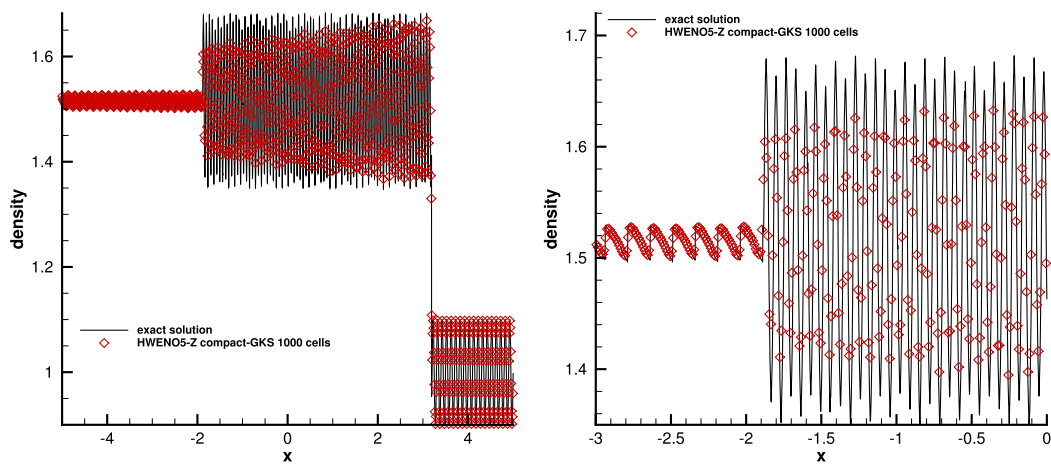 1.6
1.4
1.2
1
density
exact solution
HWENO5-Z compact-GKS 1000 cells
-4 -2 0 2 4
x
exact solution
HWENO5-Z compact-GKS 1000 cells
1.7
1.6
1.5
1.4
density
-3 -2.5 -2 -1.5 -1 -0.5 0
x